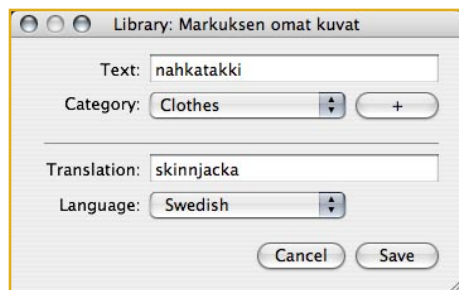 Library: Markuksen omat kuvat
Text: nahkatakki
Category: Clothes +
Translation: skinnjacka
Language: Swedish
Cancel Save